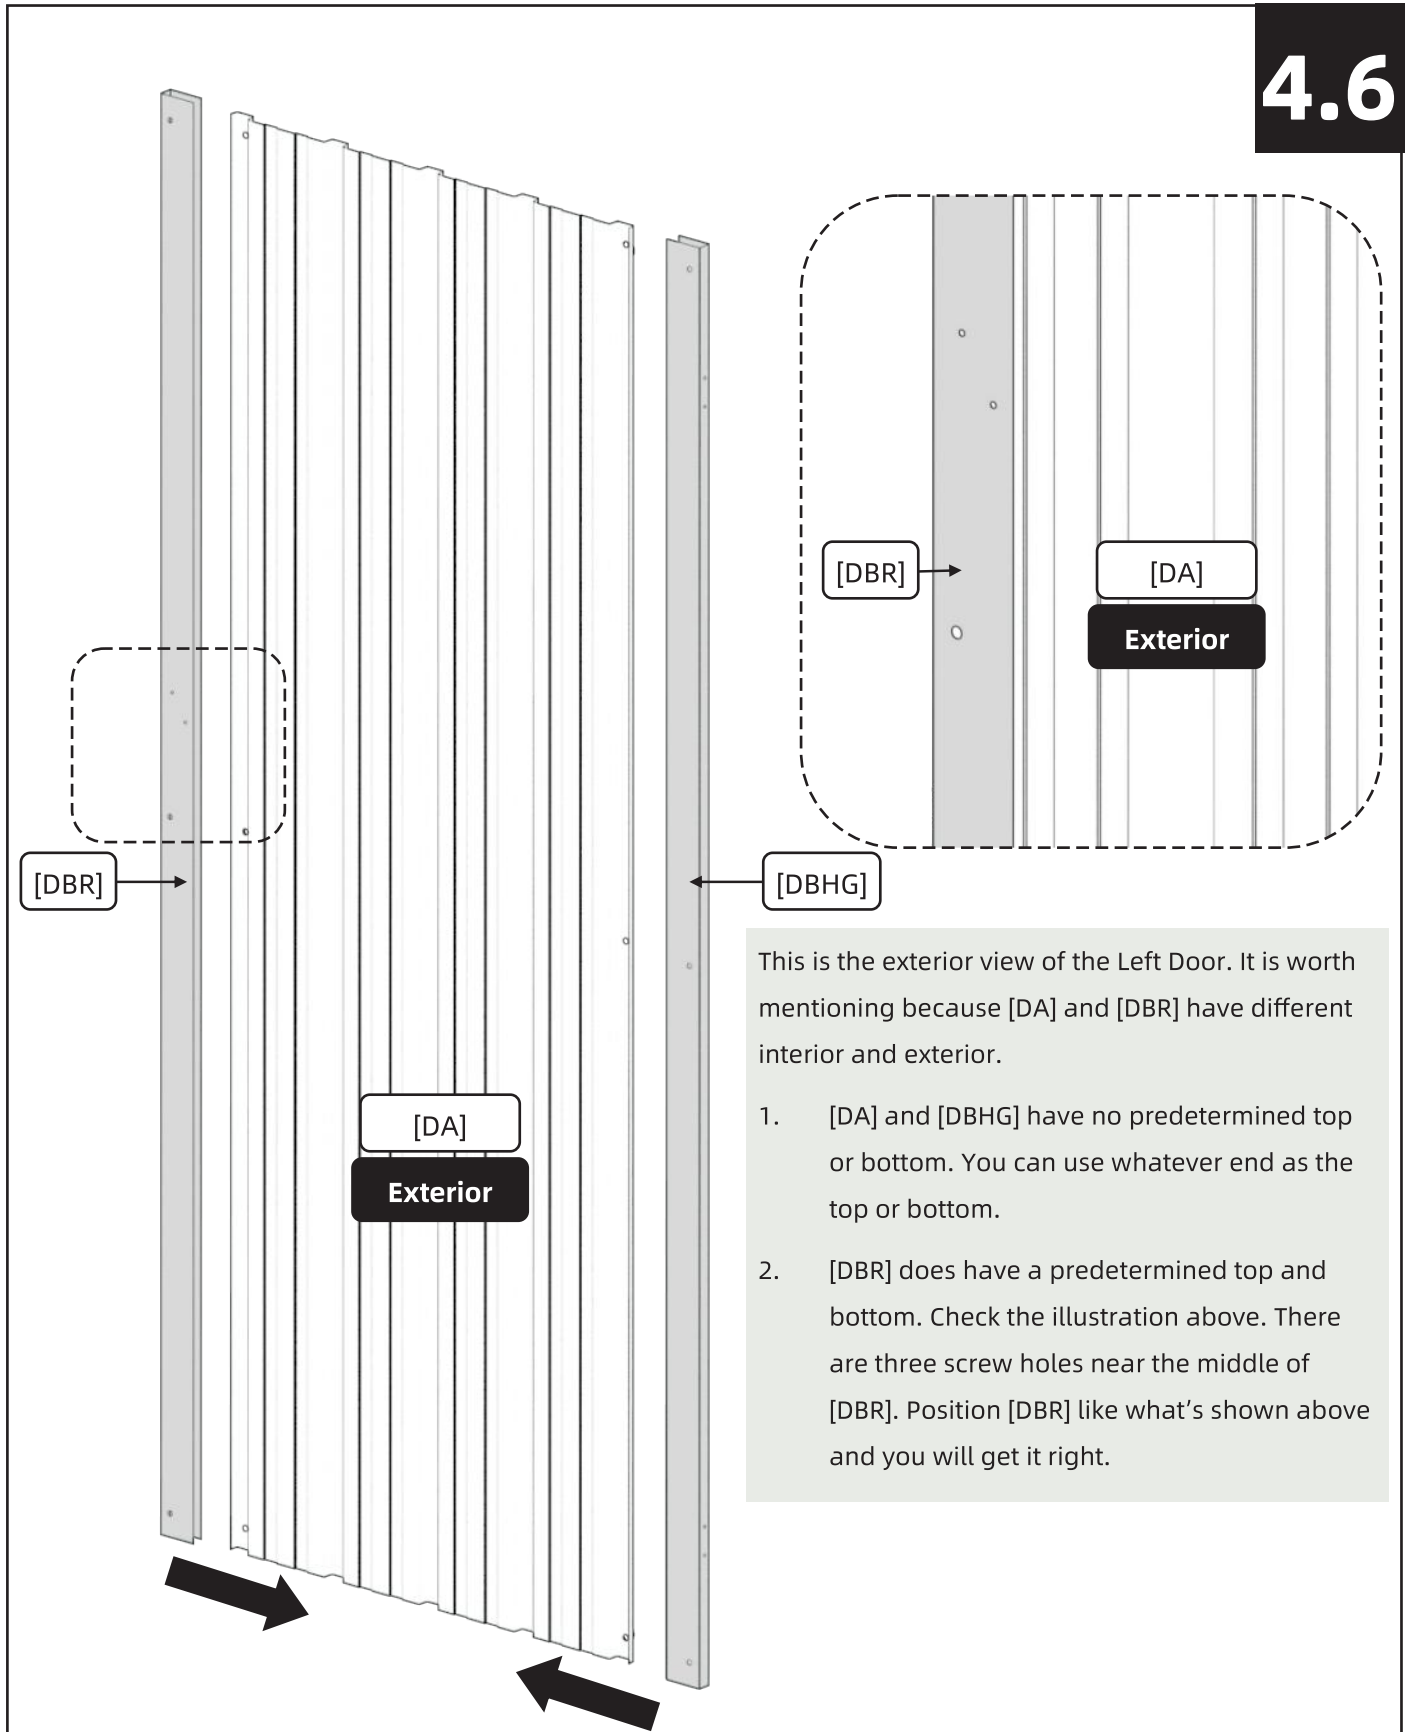 4.6
[DBR]
[DA]
Exterior
[DBR]
[DBHG]
This is the exterior view of the Left Door. It is worth
mentioning because [DA] and [DBR] have different
interior and exterior.
1. [DA] and [DBHG] have no predetermined top
or bottom. You can use whatever end as the
top or bottom.
2. [DBR] does have a predetermined top and
bottom. Check the illustration above. There
are three screw holes near the middle of
[DBR]. Position [DBR] like what’s shown above
and you will get it right.
[DA]
Exterior